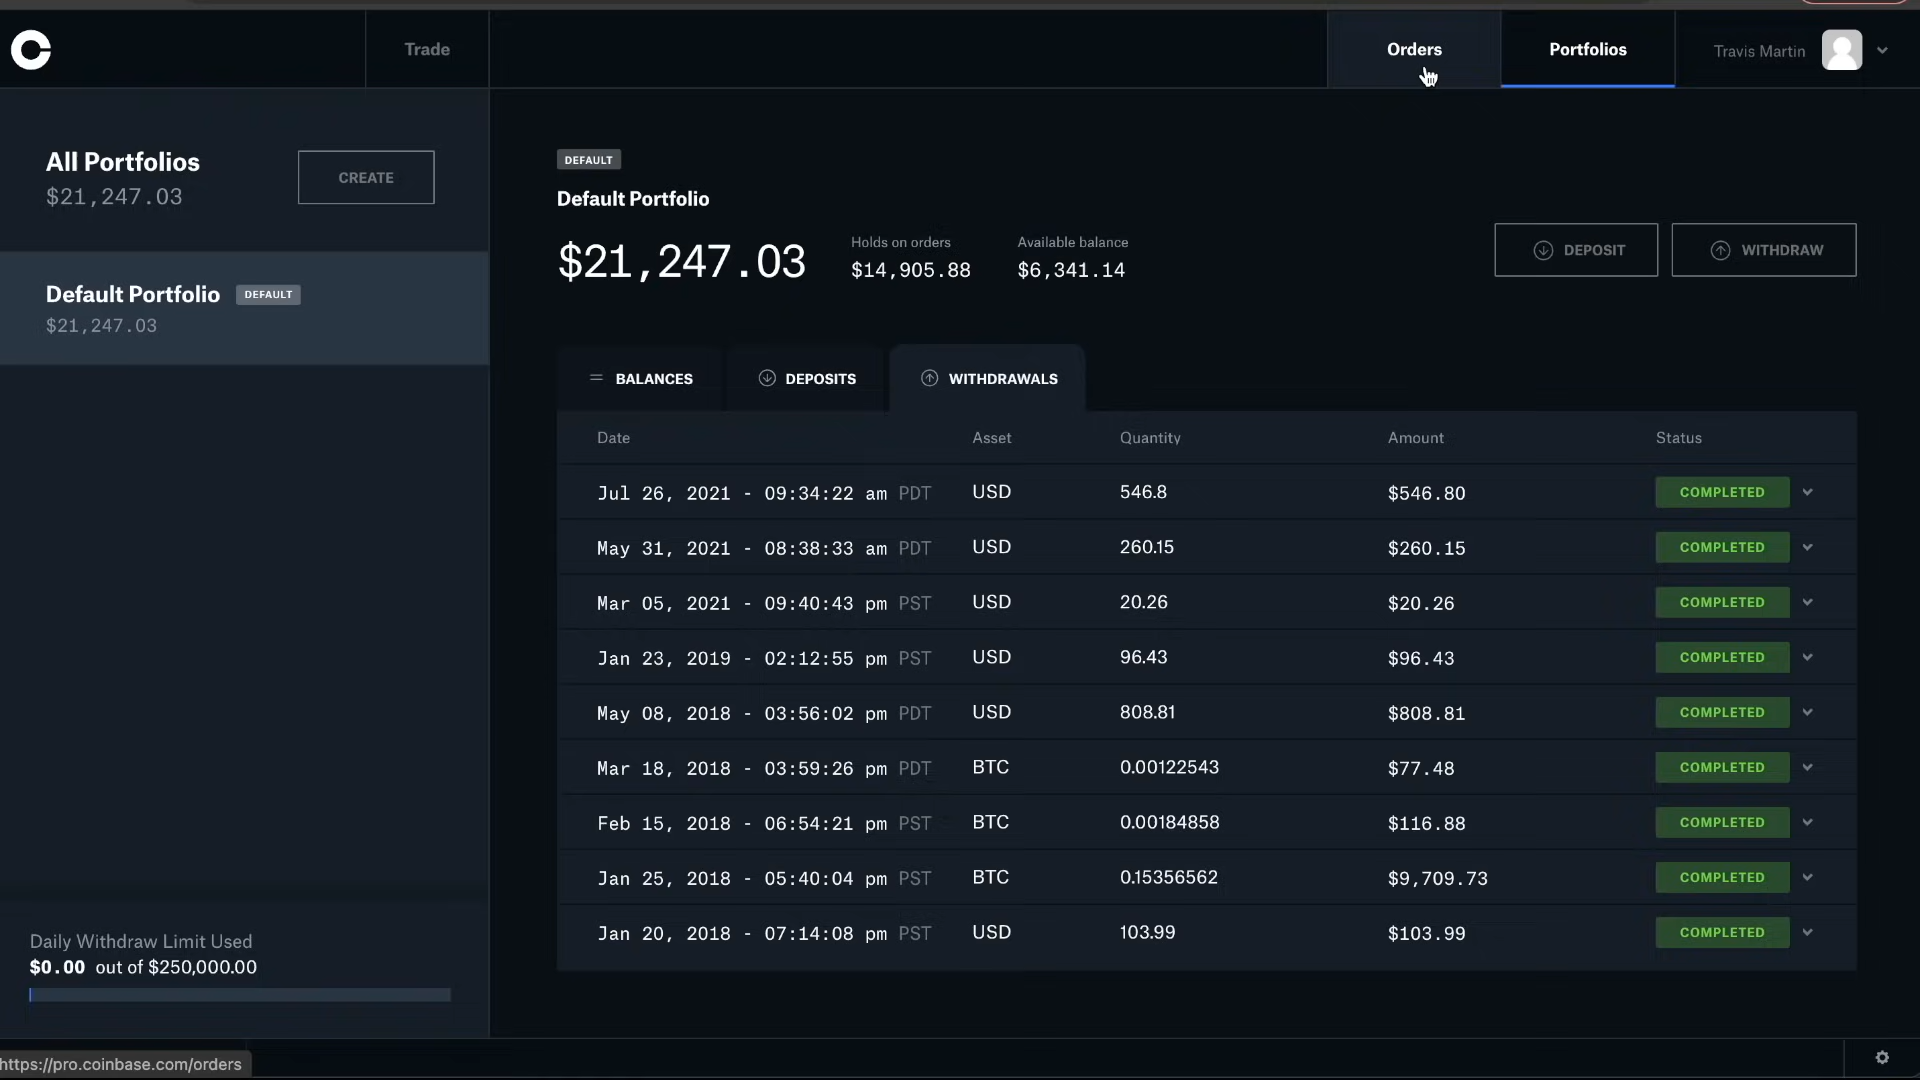 Trade
Orders
Portfolios
Travis Martin
All Portfolios
$21,247.03
CREATE
Default Portfolio DEFAULT
$21,247.03
DEFAULT
Default Portfolio
$21,247.03
Holds on orders
$14,905.88
Available balance
$6,341.14
DEPOSIT
WITHDRAW
BALANCES
DEPOSITS
WITHDRAWALS
Date Asset Quantity Amount Status
Jul 26, 2021 - 09:34:22 am PDT USD 546.8 $546.80 COMPLETED
May 31, 2021 - 08:38:33 am PDT USD 260.15 $260.15 COMPLETED
Mar 05, 2021 - 09:40:43 pm PST USD 20.26 $20.26 COMPLETED
Jan 23, 2019 - 02:12:55 pm PST USD 96.43 $96.43 COMPLETED
May 08, 2018 - 03:56:02 pm PDT USD 808.81 $808.81 COMPLETED
Mar 18, 2018 - 03:59:26 pm PDT BTC 0.00122543 $77.48 COMPLETED
Feb 15, 2018 - 06:54:21 pm PST BTC 0.00184858 $116.88 COMPLETED
Jan 25, 2018 - 05:40:04 pm PST BTC 0.15356562 $9,709.73 COMPLETED
Jan 20, 2018 - 07:14:08 pm PST USD 103.99 $103.99 COMPLETED
Daily Withdraw Limit Used
$0.00 out of $250,000.00
https://pro.coinbase.com/orders